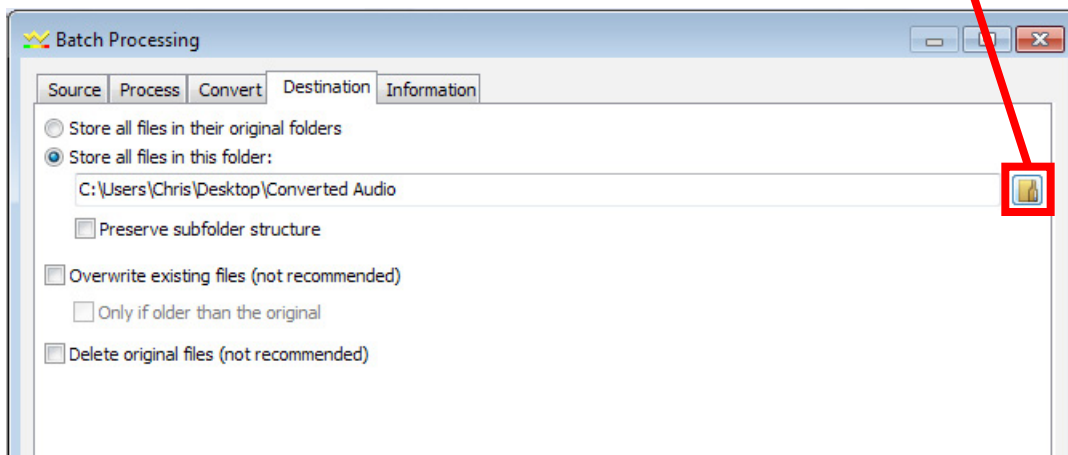 Batch Processing
Source Process Convert Destination Information
Store all files in their original folders
Store all files in this folder:
C:\Users\Chris\Desktop\Converted Audio
Preserve subfolder structure
Overwrite existing files (not recommended)
Only if older than the original
Delete original files (not recommended)